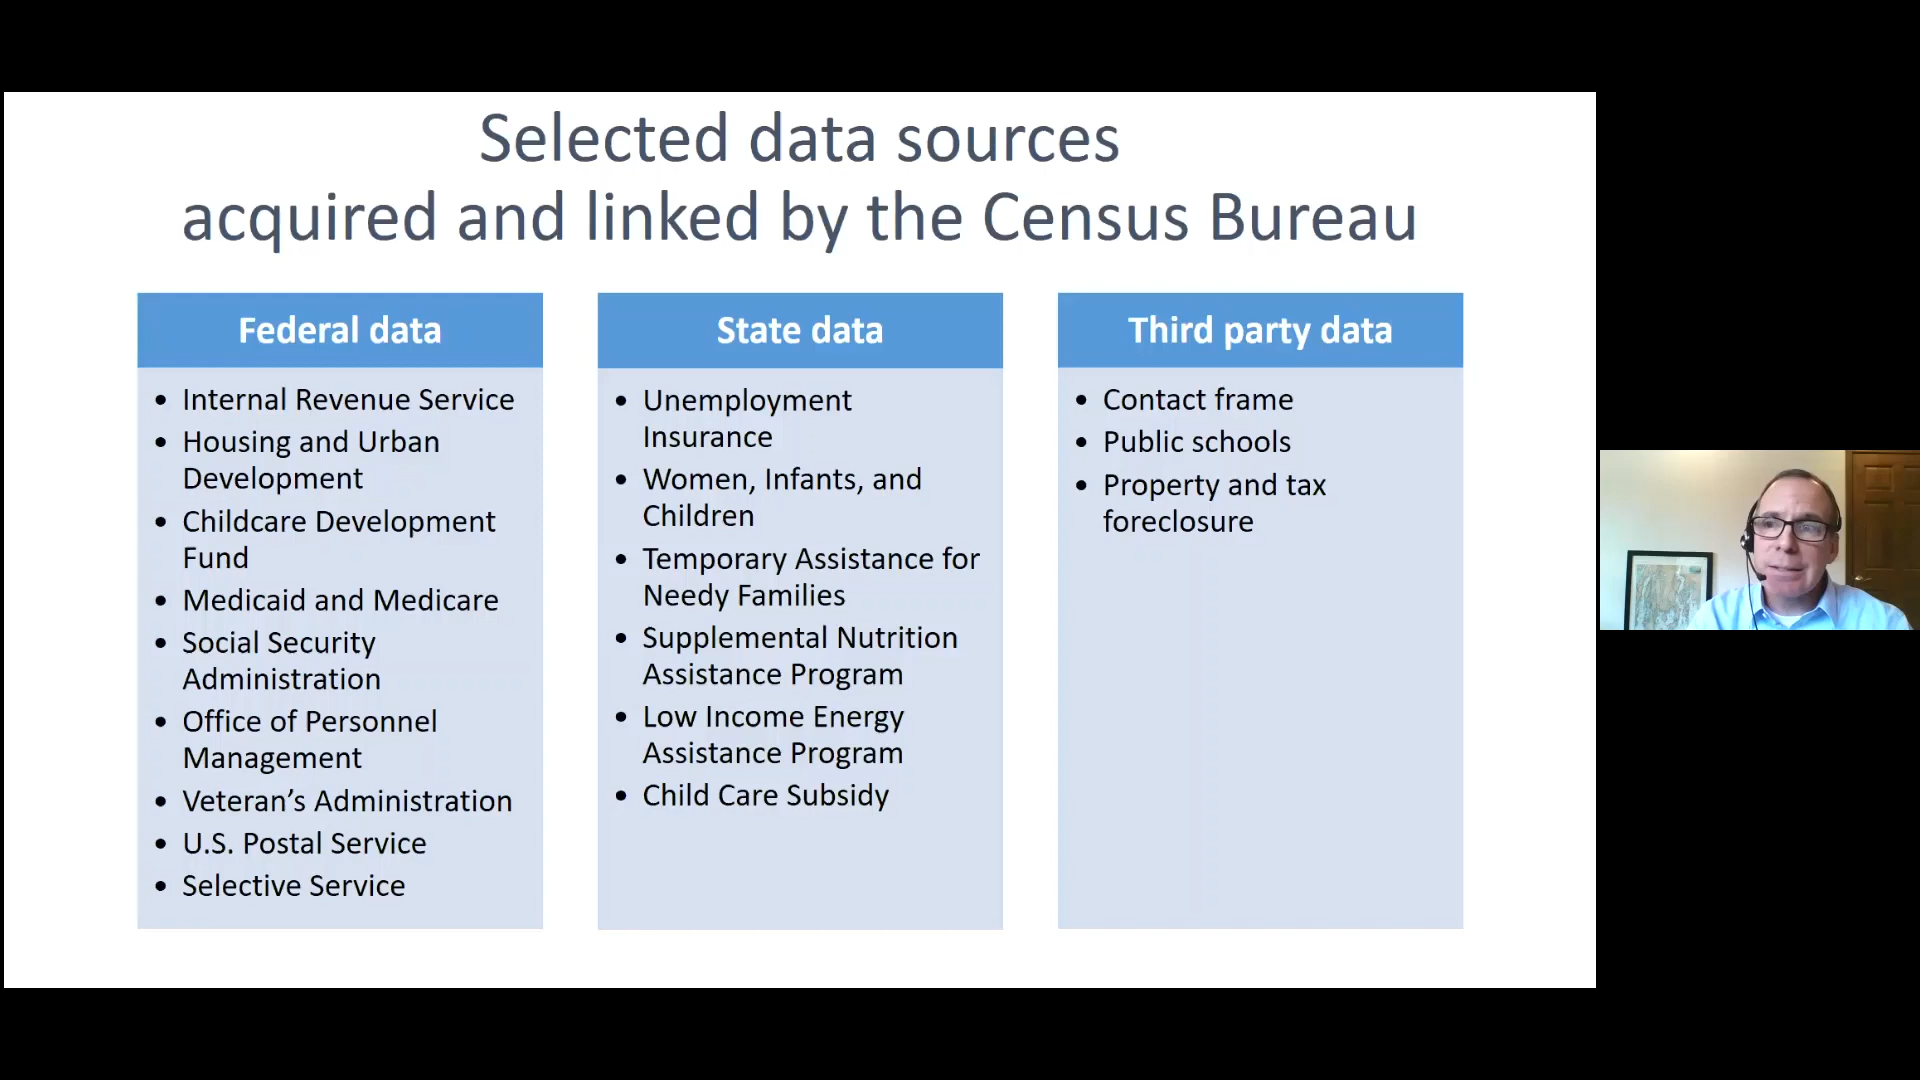 Selected data sources
acquired and linked by the Census Bureau
Federal data
• Internal Revenue Service
• Housing and Urban
Development
• Childcare Development
Fund
• Medicaid and Medicare
• Social Security
Administration
• Office of Personnel
Management
• Veteran’s Administration
• U.S. Postal Service
• Selective Service
State data
• Unemployment
Insurance
• Women, Infants, and
Children
• Temporary Assistance for
Needy Families
• Supplemental Nutrition
Assistance Program
• Low Income Energy
Assistance Program
• Child Care Subsidy
Third party data
• Contact frame
• Public schools
• Property and tax
foreclosure